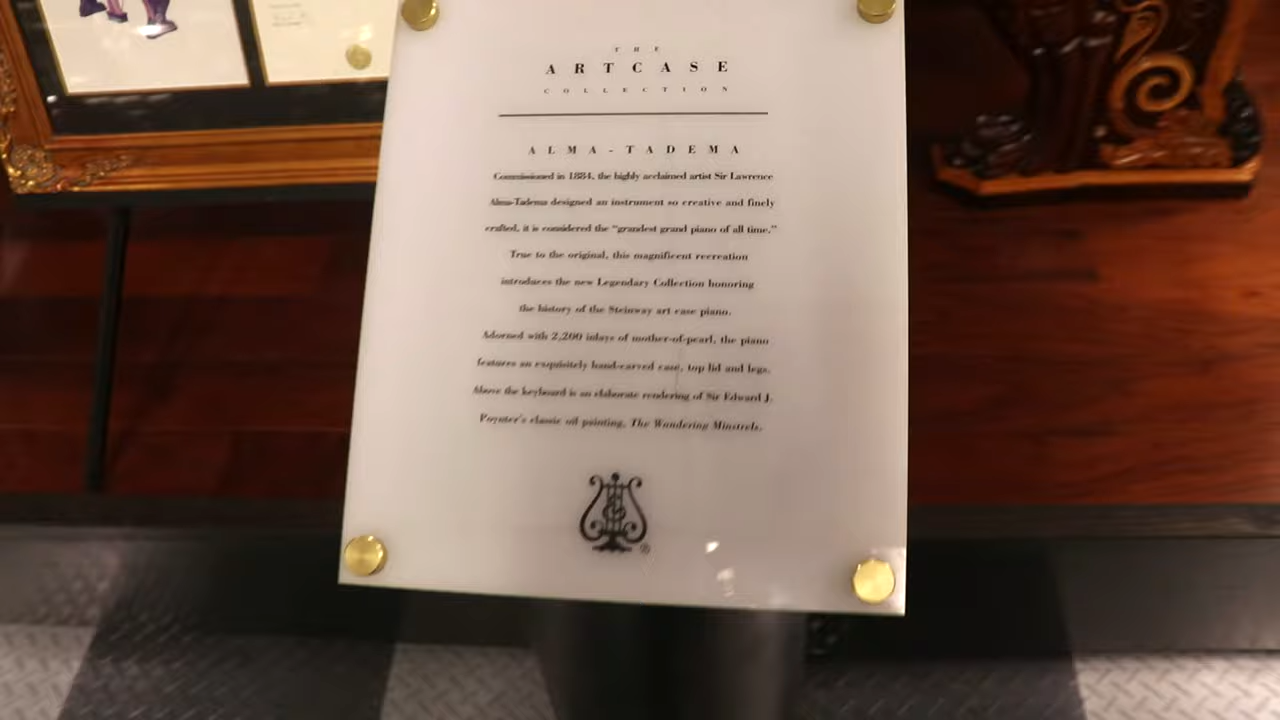 THE
ARTCASE
COLLECTION
ALMA-TADEMA
Commissioned in 1884, the highly acclaimed artist Sir Lawrence
Alma-Tadema designed an instrument so creative and finely
crafted, it is considered the "grandest grand piano of all time."
True to the original, this magnificent recreation
introduces the new Legendary Collection honoring
the history of the Steinway art case piano.
Adorned with 2,200 inlays of mother-of-pearl, the piano
features an exquisitely hand-carved case, top lid and legs.
Above the keyboard is an elaborate rendering of Sir Edward J.
Poynter's classic oil painting, The Wandering Minstrels.
®